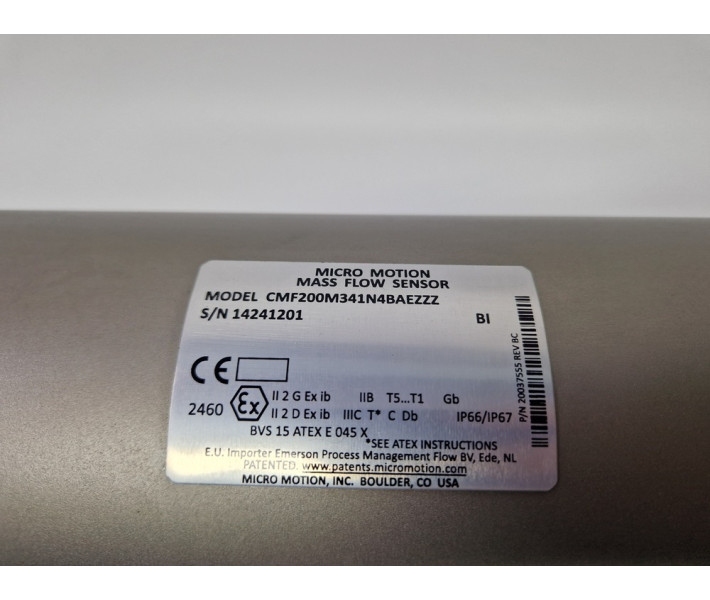 MICRO MOTION
MASS FLOW SENSOR
MODEL CMF200M341N4BAEZZZ
S/N 14241201
BI
CE
2460 Ex II 2 G Ex ib IIB T5...T1 Gb
II 2 D Ex ib IIIC T* C Db IP66/IP67
BVS 15 ATEX E 045 X
*SEE ATEX INSTRUCTIONS
E.U. Importer Emerson Process Management Flow BV, Ede, NL
PATENTED. www.patents.micromotion.com
MICRO MOTION, INC. BOULDER, CO USA
P/N 20037555 REV BC